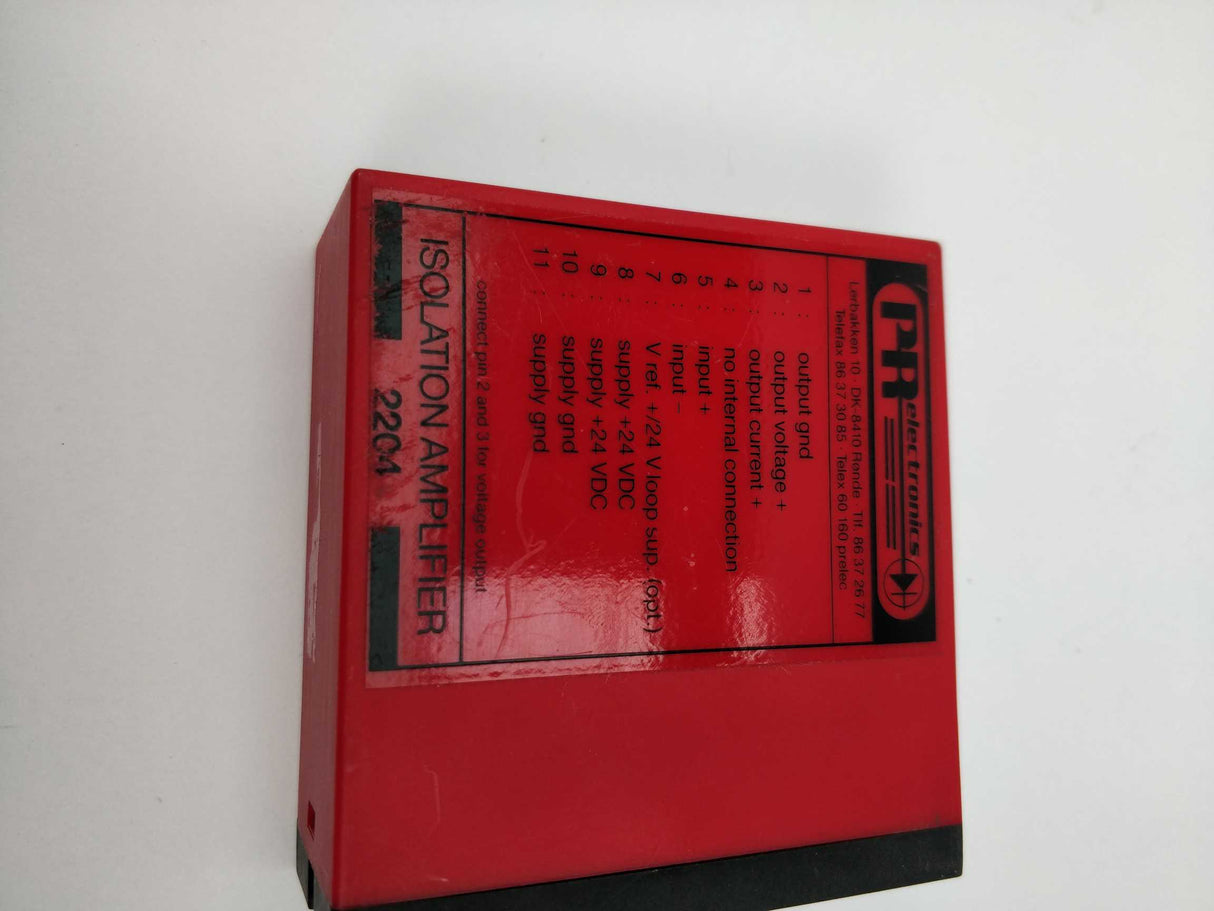 PR electronics
Lerbakken 10 · DK-8410 Rønde · Tlf. 86 37 26 77
Telefax 86 37 30 85 · Telex 60 160 prelec
1 : output gnd
2 : output voltage +
3 : output current +
4 : no internal connection
5 : input +
6 : input –
7 : V ref. +/24 V loop sup. (opt.)
8 : supply +24 VDC
9 : supply +24 VDC
10 : supply gnd
11 : supply gnd
connect pin 2 and 3 for voltage output
ISOLATION AMPLIFIER
2204